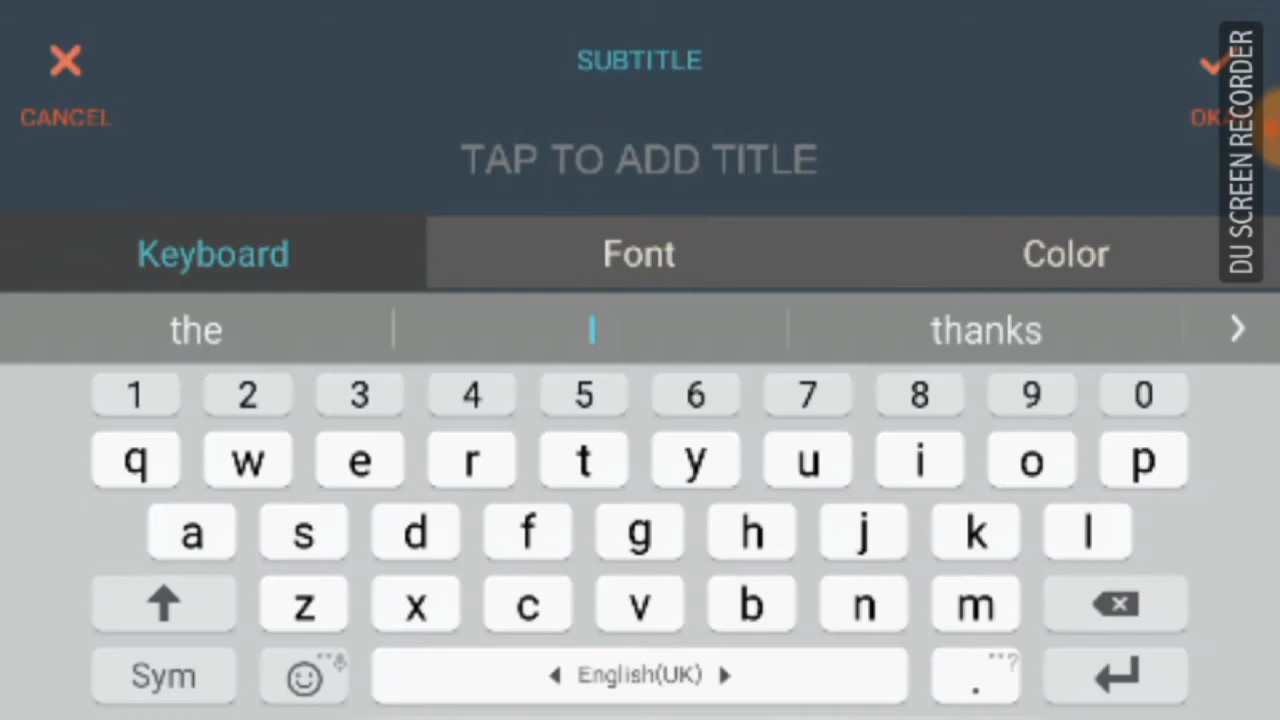 SUBTITLE
CANCEL
OKA
DU SCREEN RECORDER
TAP TO ADD TITLE
Keyboard Font Color
the I thanks
1 2 3 4 5 6 7 8 9 0
q w e r t y u i o p
a s d f g h j k l
z x c v b n m
Sym English(UK) . ?